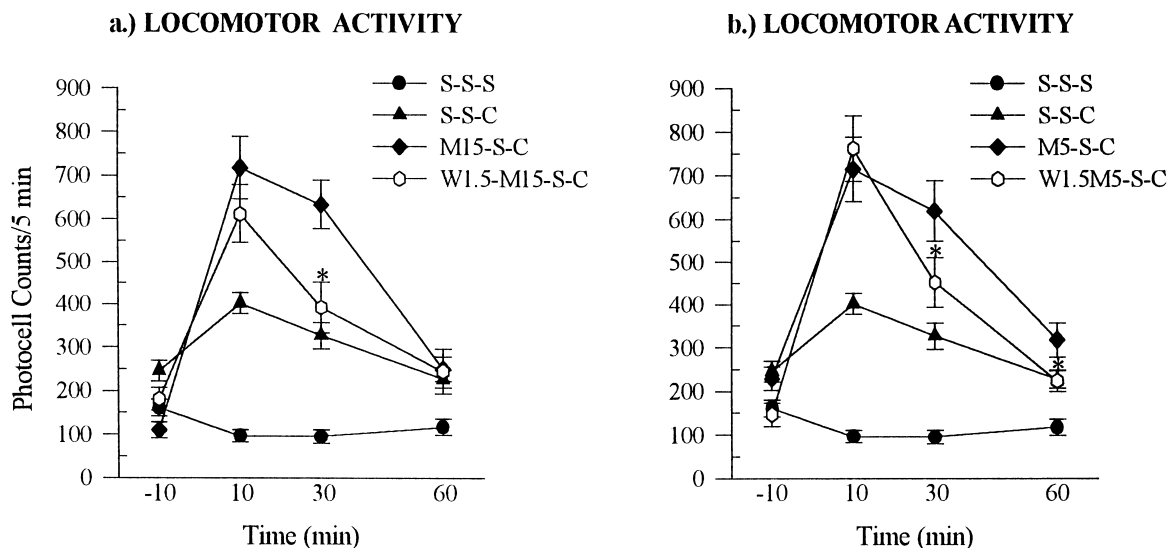 a.) LOCOMOTOR ACTIVITY
Photocell Counts/5 min
900
800
700
600
500
400
300
200
100
0
S-S-S
S-S-C
M15-S-C
W1.5-M15-S-C
*
-10 10 30 60
Time (min)
b.) LOCOMOTOR ACTIVITY
900
800
700
600
500
400
300
200
100
0
S-S-S
S-S-C
M5-S-C
W1.5M5-S-C
*
*
-10 10 30 60
Time (min)